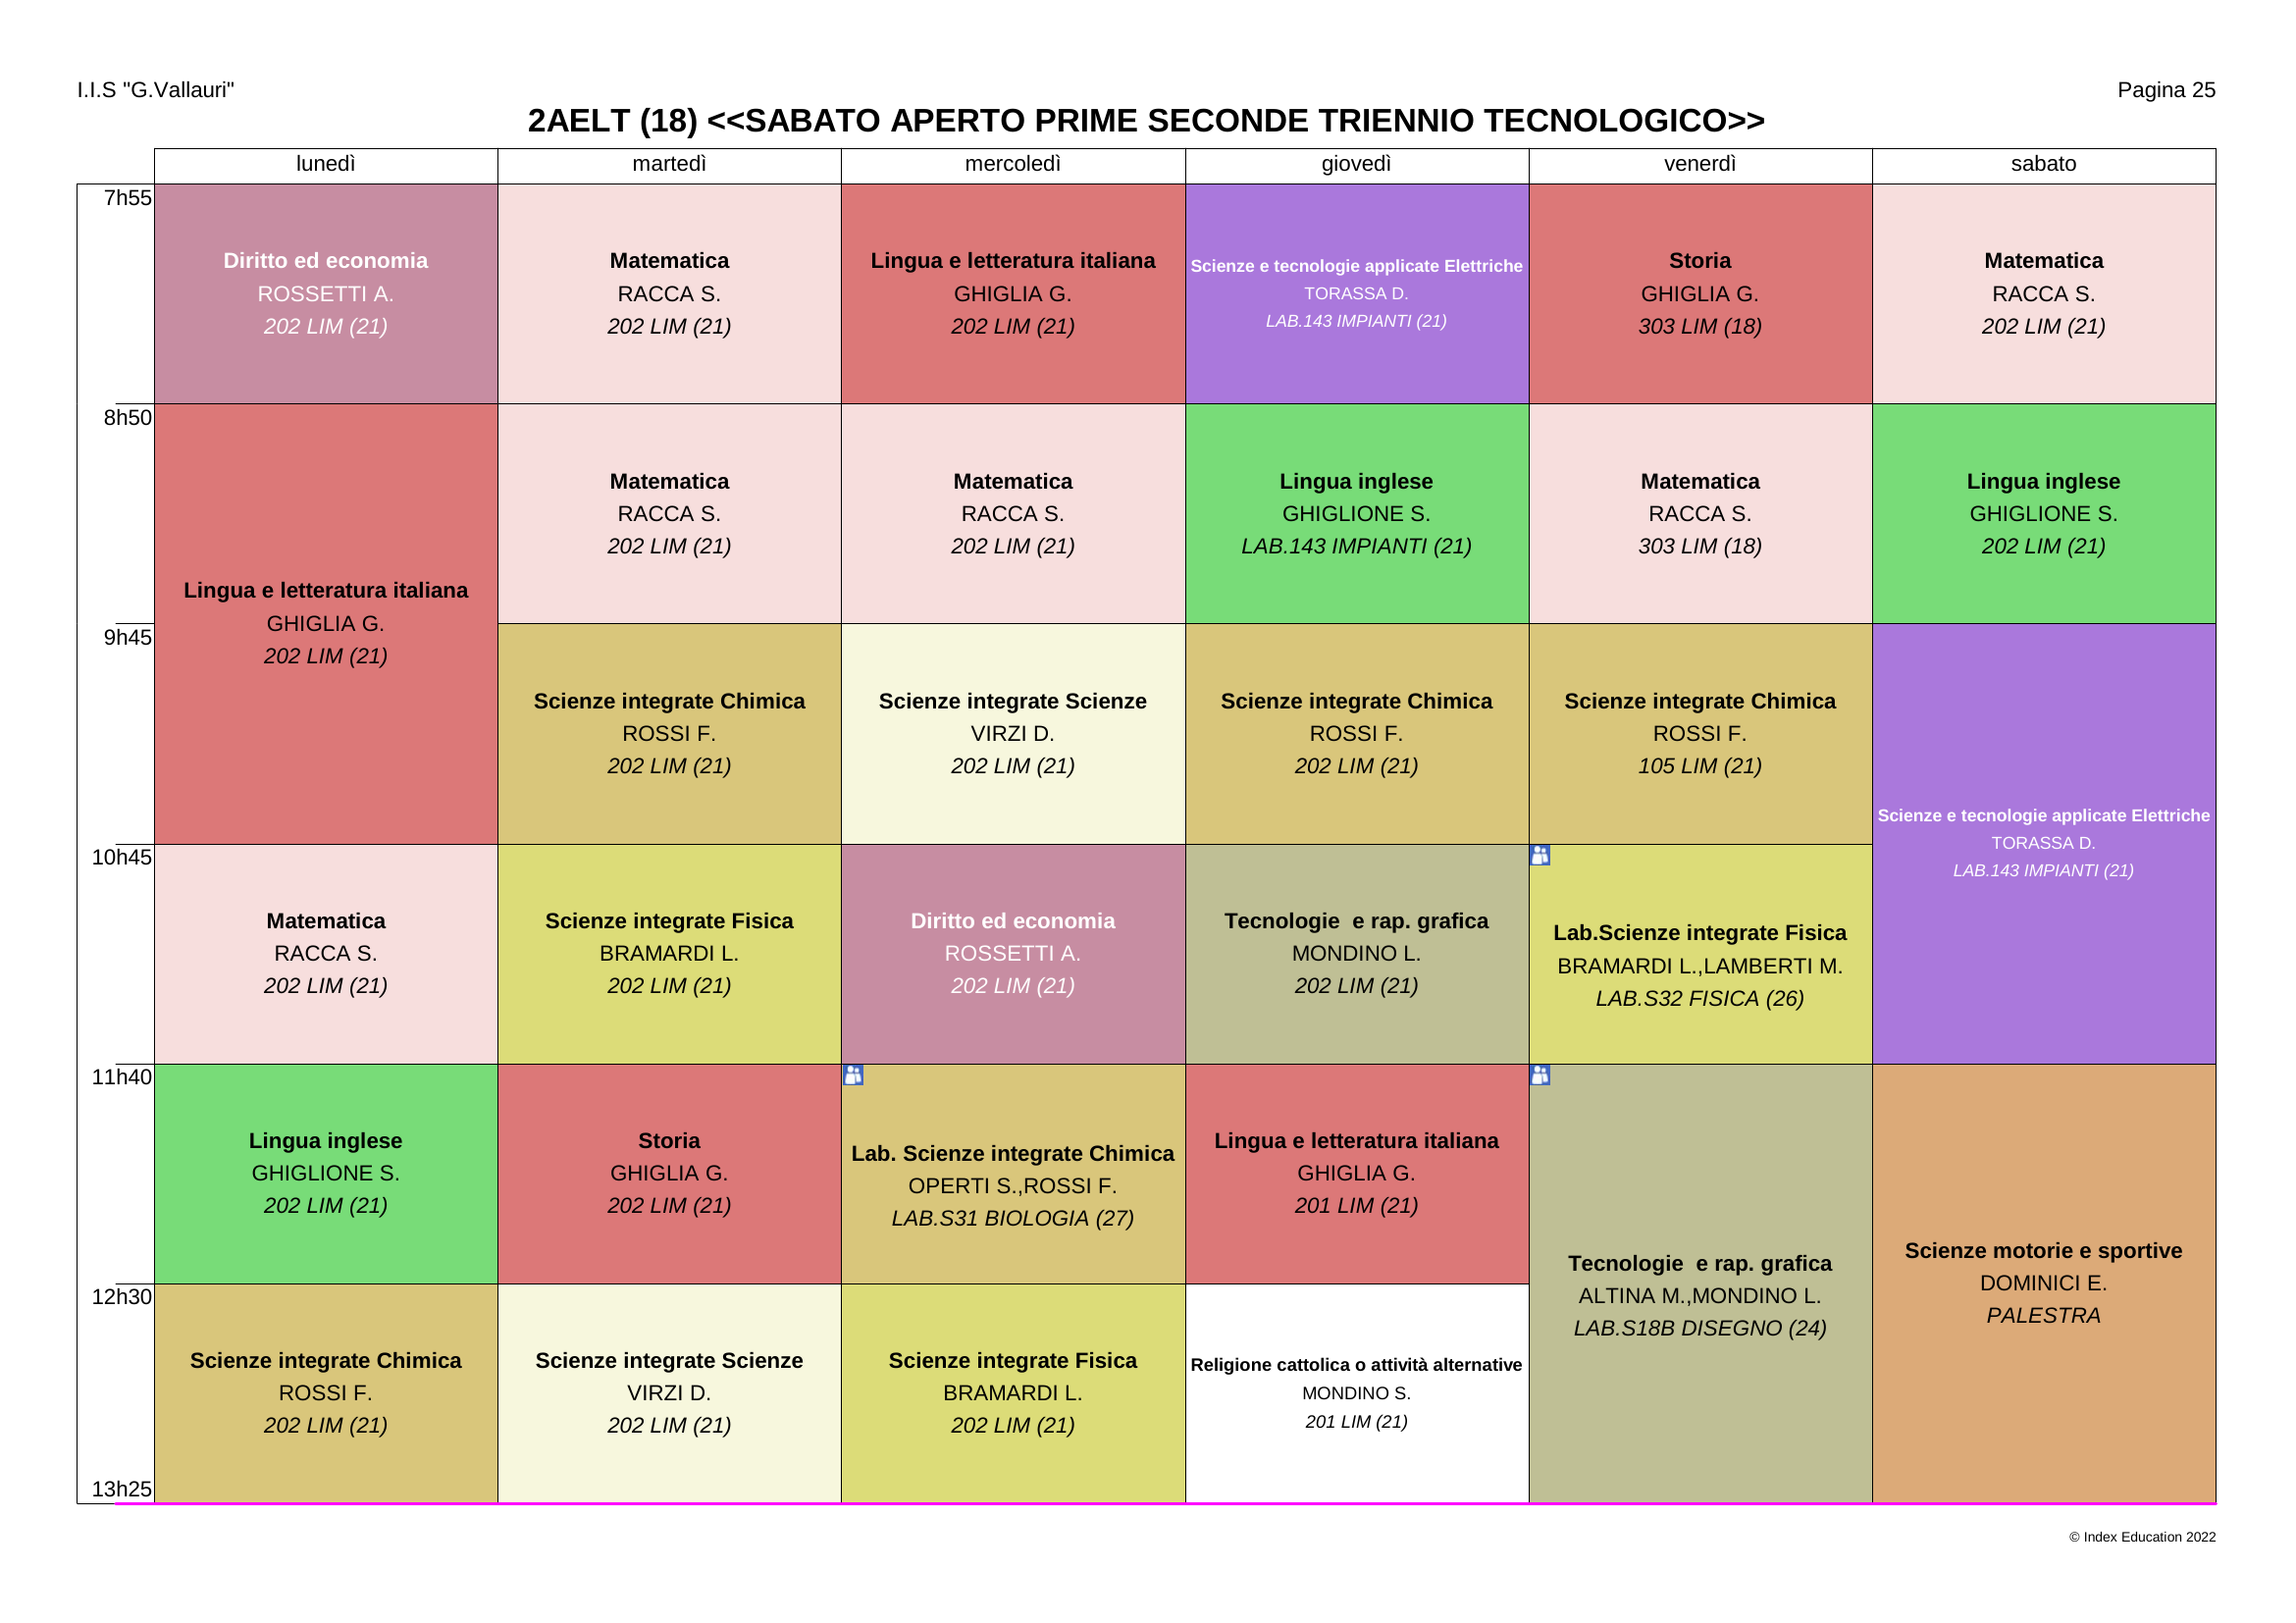 I.I.S "G.Vallauri"
Pagina 25
2AELT (18) <<SABATO APERTO PRIME SECONDE TRIENNIO TECNOLOGICO>>
lunedì martedì mercoledì giovedì venerdì sabato
7h55
Diritto ed economia
ROSSETTI A.
202 LIM (21)
Matematica
RACCA S.
202 LIM (21)
Lingua e letteratura italiana
GHIGLIA G.
202 LIM (21)
Scienze e tecnologie applicate Elettriche
TORASSA D.
LAB.143 IMPIANTI (21)
Storia
GHIGLIA G.
303 LIM (18)
Matematica
RACCA S.
202 LIM (21)
8h50
Lingua e letteratura italiana
GHIGLIA G.
202 LIM (21)
Matematica
RACCA S.
202 LIM (21)
Matematica
RACCA S.
202 LIM (21)
Lingua inglese
GHIGLIONE S.
LAB.143 IMPIANTI (21)
Matematica
RACCA S.
303 LIM (18)
Lingua inglese
GHIGLIONE S.
202 LIM (21)
9h45
Scienze integrate Chimica
ROSSI F.
202 LIM (21)
Scienze integrate Scienze
VIRZI D.
202 LIM (21)
Scienze integrate Chimica
ROSSI F.
202 LIM (21)
Scienze integrate Chimica
ROSSI F.
105 LIM (21)
Scienze e tecnologie applicate Elettriche
TORASSA D.
LAB.143 IMPIANTI (21)
10h45
Matematica
RACCA S.
202 LIM (21)
Scienze integrate Fisica
BRAMARDI L.
202 LIM (21)
Diritto ed economia
ROSSETTI A.
202 LIM (21)
Tecnologie  e rap. grafica
MONDINO L.
202 LIM (21)
Lab.Scienze integrate Fisica
BRAMARDI L.,LAMBERTI M.
LAB.S32 FISICA (26)
11h40
Lingua inglese
GHIGLIONE S.
202 LIM (21)
Storia
GHIGLIA G.
202 LIM (21)
Lab. Scienze integrate Chimica
OPERTI S.,ROSSI F.
LAB.S31 BIOLOGIA (27)
Lingua e letteratura italiana
GHIGLIA G.
201 LIM (21)
Tecnologie  e rap. grafica
ALTINA M.,MONDINO L.
LAB.S18B DISEGNO (24)
Scienze motorie e sportive
DOMINICI E.
PALESTRA
12h30
Scienze integrate Chimica
ROSSI F.
202 LIM (21)
Scienze integrate Scienze
VIRZI D.
202 LIM (21)
Scienze integrate Fisica
BRAMARDI L.
202 LIM (21)
Religione cattolica o attività alternative
MONDINO S.
201 LIM (21)
13h25
© Index Education 2022